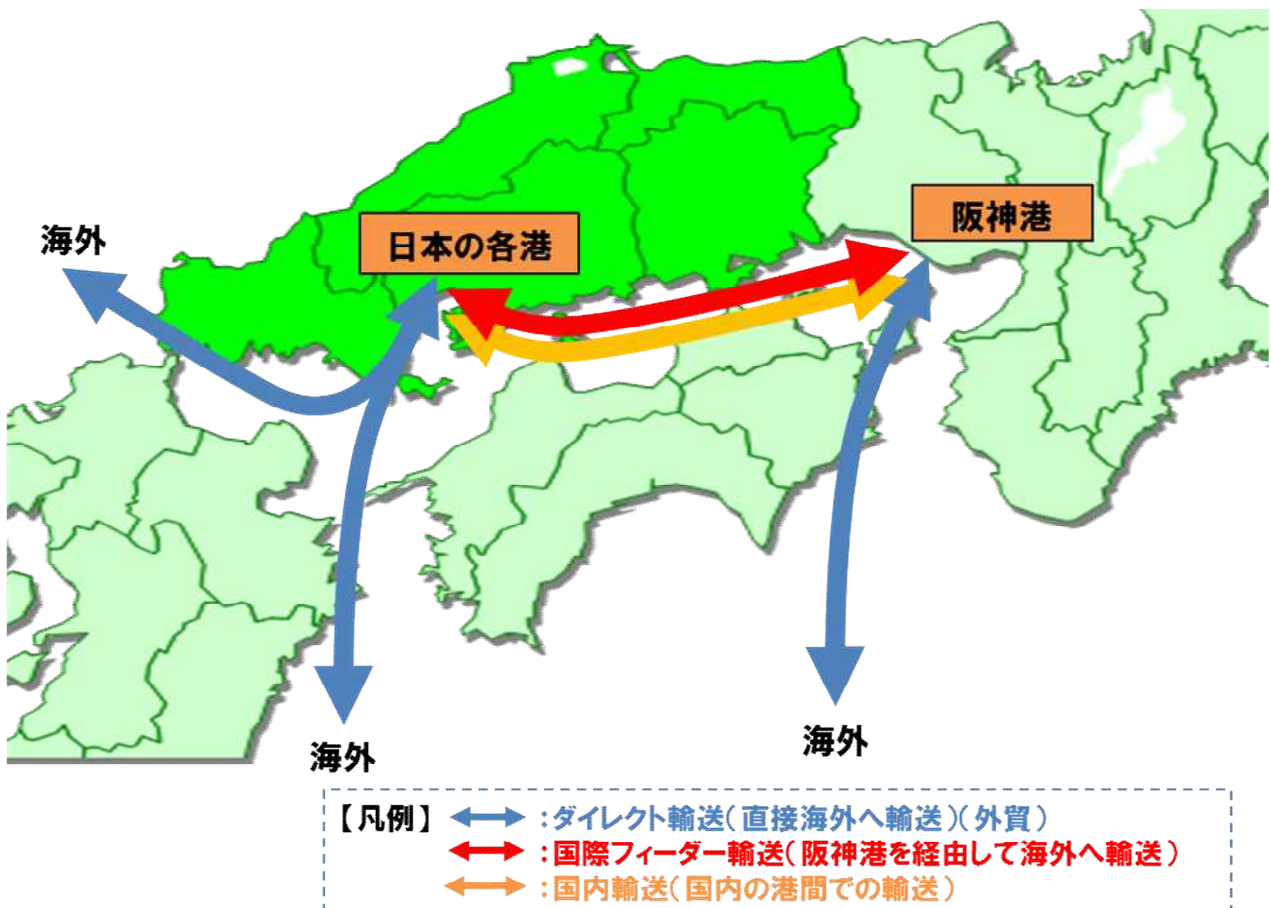 阪神港
日本の各港
海外
海外
海外
【凡例】 :ダイレクト輸送(直接海外へ輸送)(外貿)
:国際フィーダー輸送(阪神港を経由して海外へ輸送)
:国内輸送(国内の港間での輸送)